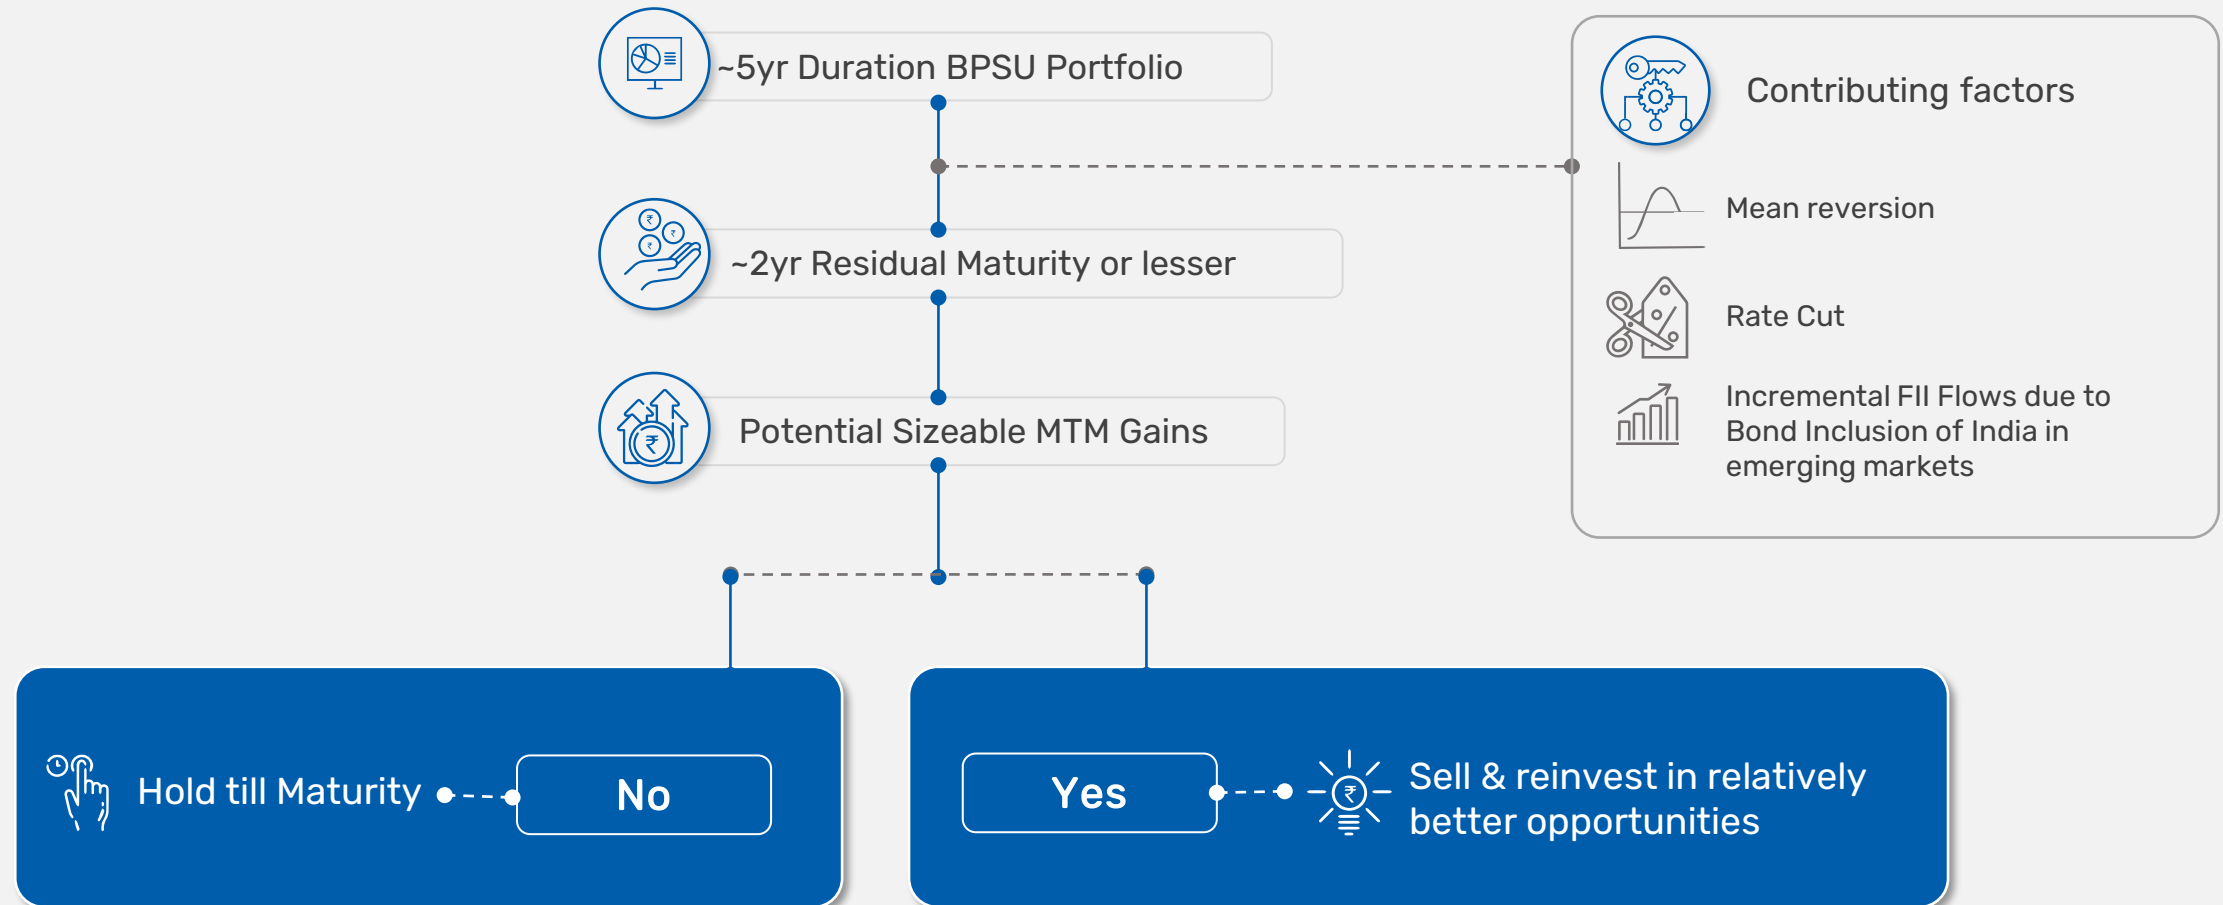 ~5yr Duration BPSU Portfolio
~2yr Residual Maturity or lesser
Potential Sizeable MTM Gains
Contributing factors
Mean reversion
Rate Cut
Incremental FII Flows due to
Bond Inclusion of India in
emerging markets
Hold till Maturity
No
Yes
Sell & reinvest in relatively
better opportunities